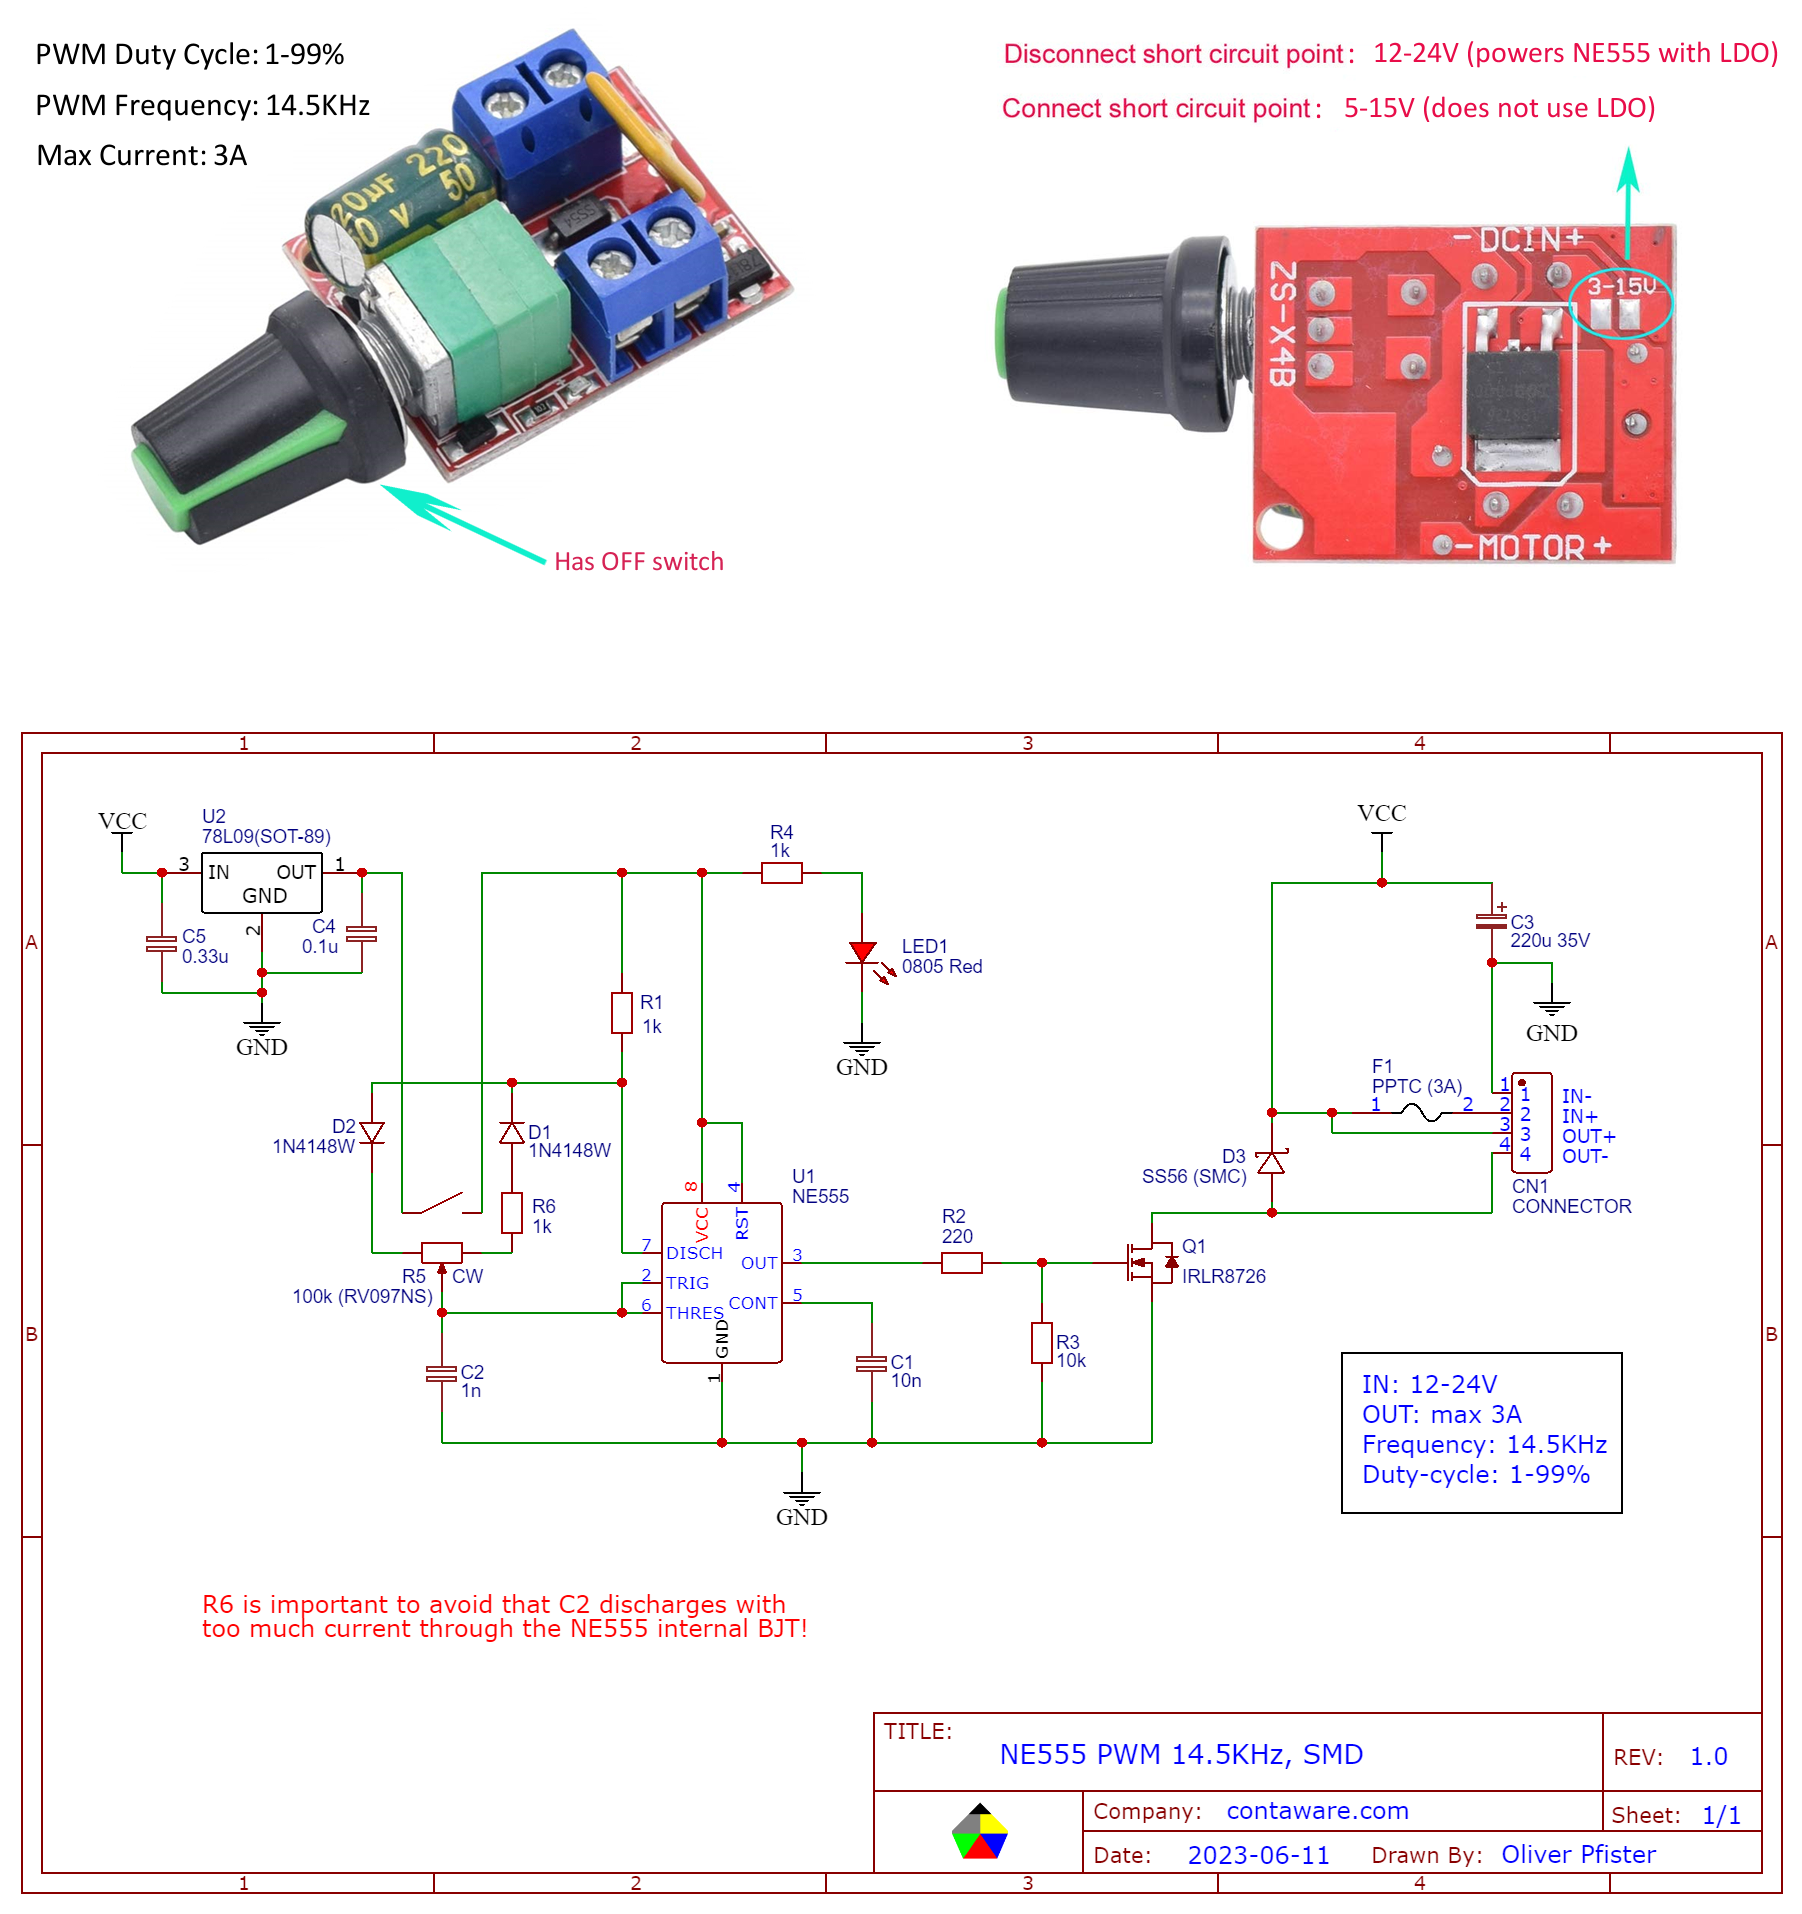 PWM Duty Cycle: 1-99%
PWM Frequency: 14.5KHz
Max Current: 3A
220
50
20µF
50 V
Has OFF switch
Disconnect short circuit point: 12-24V (powers NE555 with LDO)
Connect short circuit point: 5-15V (does not use LDO)
-DCIN+
3-15V
ZS-X4B
-MOTOR+
1 2 3 4
A A
B B
VCC
U2
78L09(SOT-89)
3 IN OUT 1
GND
2
C5
0.33u
C4
0.1u
GND
R4
1k
LED1
0805 Red
GND
R1
1k
D2
1N4148W
D1
1N4148W
R6
1k
R5 CW
100k (RV097NS)
C2
1n
U1
NE555
8 4
VCC RST
7 DISCH
2 TRIG
6 THRES
OUT 3
CONT 5
GND
1
R2
220
C1
10n
R3
10k
GND
Q1
IRLR8726
VCC
C3
220u 35V
+
GND
F1
PPTC (3A)
1 2
D3
SS56 (SMC)
1 1 IN-
2 2 IN+
3 3 OUT+
4 4 OUT-
CN1
CONNECTOR
IN: 12-24V
OUT: max 3A
Frequency: 14.5KHz
Duty-cycle: 1-99%
R6 is important to avoid that C2 discharges with
too much current through the NE555 internal BJT!
TITLE:
NE555 PWM 14.5KHz, SMD
REV: 1.0
Company: contaware.com
Sheet: 1/1
Date: 2023-06-11 Drawn By: Oliver Pfister
1 2 3 4